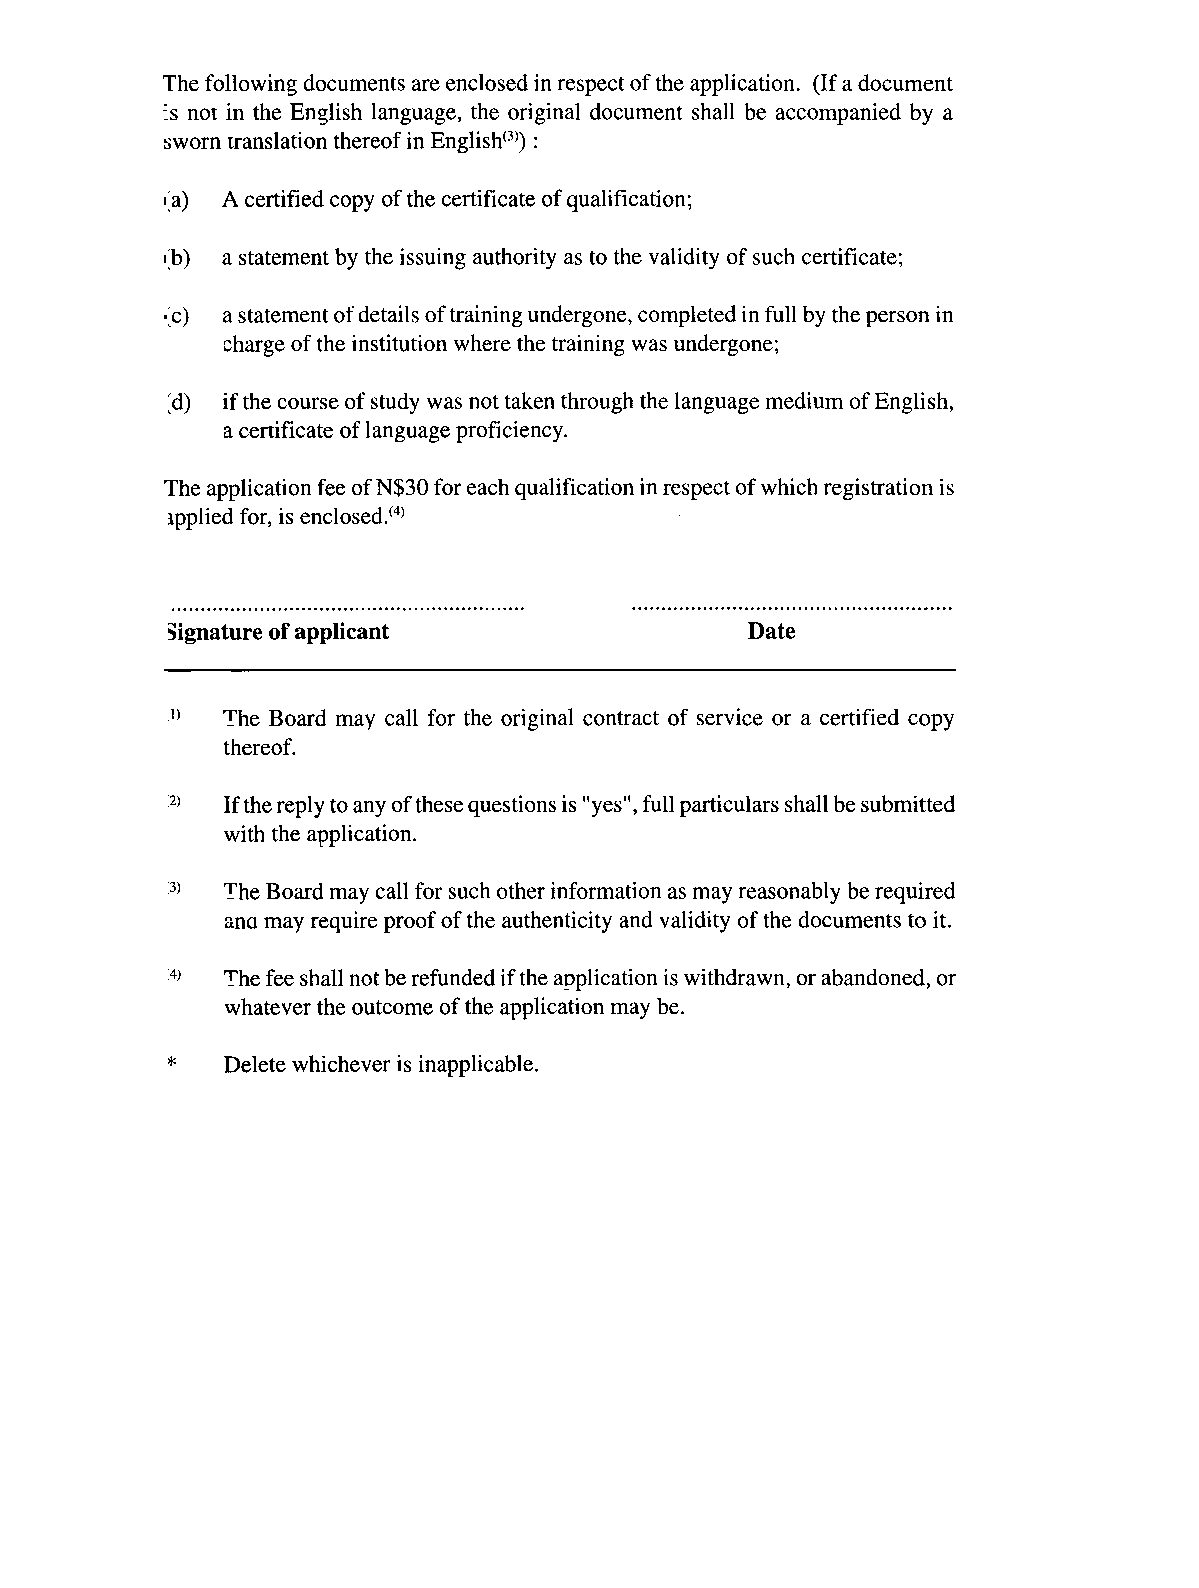 The following documents are enclosed in respect of the application. (If a document
is not in the English language, the original document shall be accompanied by a
sworn translation thereof in English(3)) :
(a) A certified copy of the certificate of qualification;
(b) a statement by the issuing authority as to the validity of such certificate;
(c) a statement of details of training undergone, completed in full by the person in
charge of the institution where the training was undergone;
(d) if the course of study was not taken through the language medium of English,
a certificate of language proficiency.
The application fee of N$30 for each qualification in respect of which registration is
applied for, is enclosed.(4)
........................................................... ......................................................
Signature of applicant Date
1) The Board may call for the original contract of service or a certified copy
thereof.
2) If the reply to any of these questions is "yes", full particulars shall be submitted
with the application.
3) The Board may call for such other information as may reasonably be required
and may require proof of the authenticity and validity of the documents to it.
4) The fee shall not be refunded if the application is withdrawn, or abandoned, or
whatever the outcome of the application may be.
* Delete whichever is inapplicable.